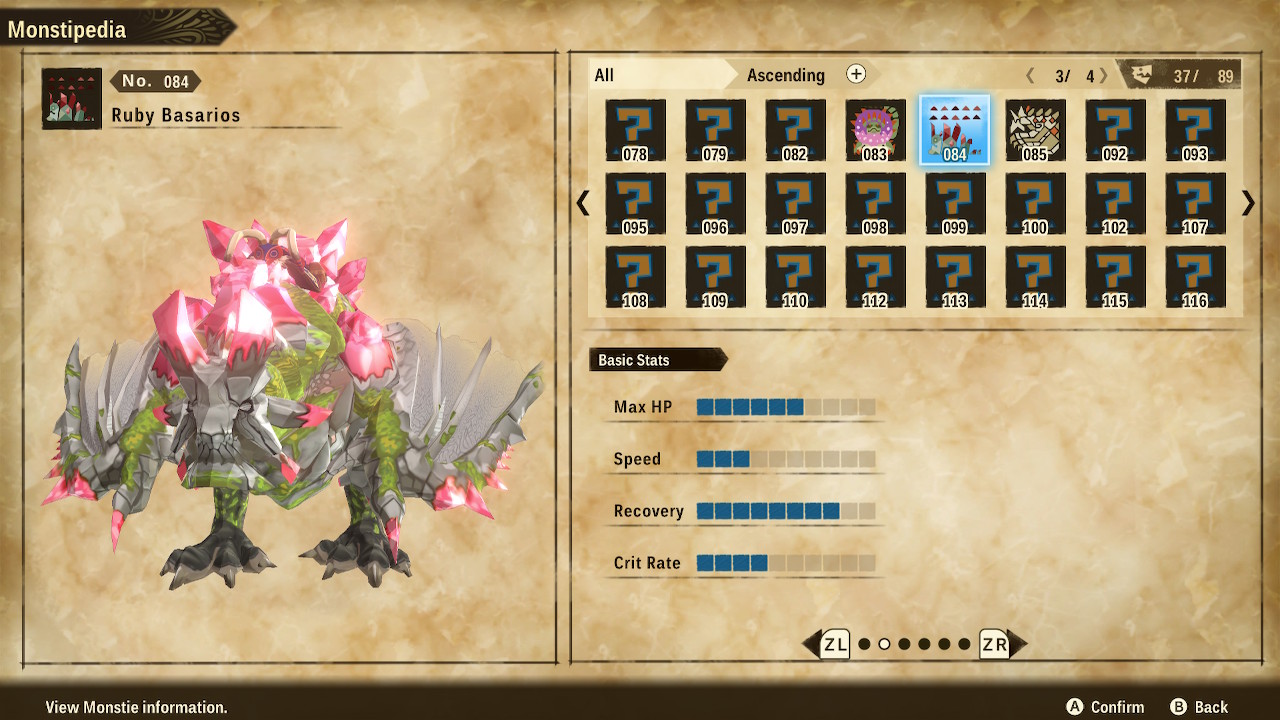 Monstipedia
No. 084
Ruby Basarios
All
Ascending
3/ 4
37/ 89
078 079 082 083 084 085 092 093
095 096 097 098 099 100 102 107
108 109 110 112 113 114 115 116
Basic Stats
Max HP
Speed
Recovery
Crit Rate
ZL ZR
View Monstie information.
A Confirm B Back